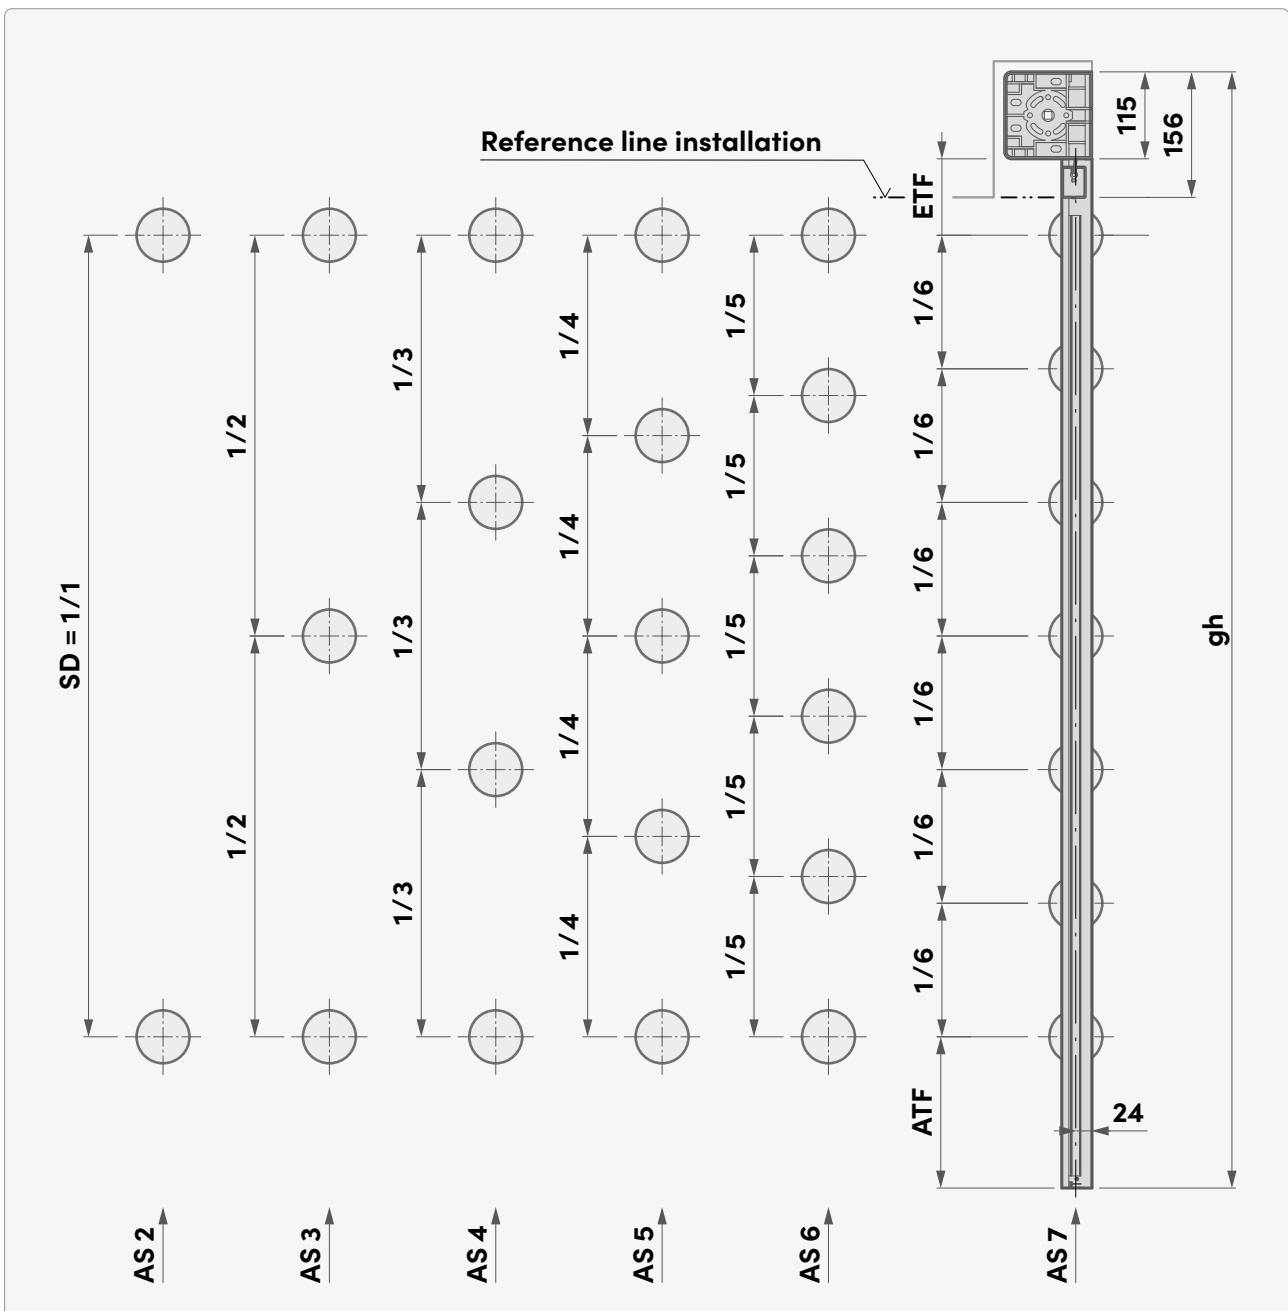 Reference line installation
115
156
ETF
SD = 1/1
1/2
1/2
1/3
1/3
1/3
1/4
1/4
1/4
1/4
1/5
1/5
1/5
1/5
1/5
1/6
1/6
1/6
1/6
1/6
1/6
gh
ATF
24
AS 2
AS 3
AS 4
AS 5
AS 6
AS 7